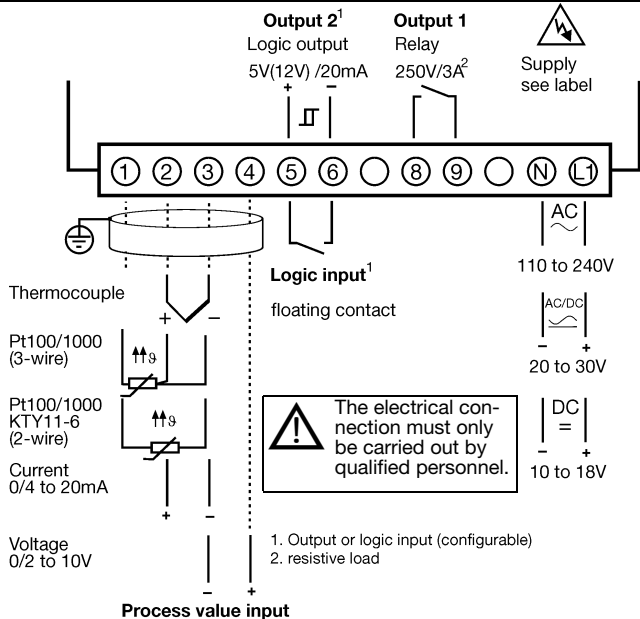 Output 2¹
Logic output
5V(12V) /20mA
+ −
Output 1
Relay
250V/3A²
Supply
see label
1 2 3 4 5 6 8 9 N L1
AC
110 to 240V
Logic input¹
floating contact
Thermocouple
+ −
Pt100/1000
(3-wire)
ϑ
AC/DC
− +
20 to 30V
Pt100/1000
KTY11-6
(2-wire)
ϑ
The electrical con-
nection must only
be carried out by
qualified personnel.
DC
=
− +
10 to 18V
Current
0/4 to 20mA
+ −
Voltage
0/2 to 10V
− +
1. Output or logic input (configurable)
2. resistive load
Process value input